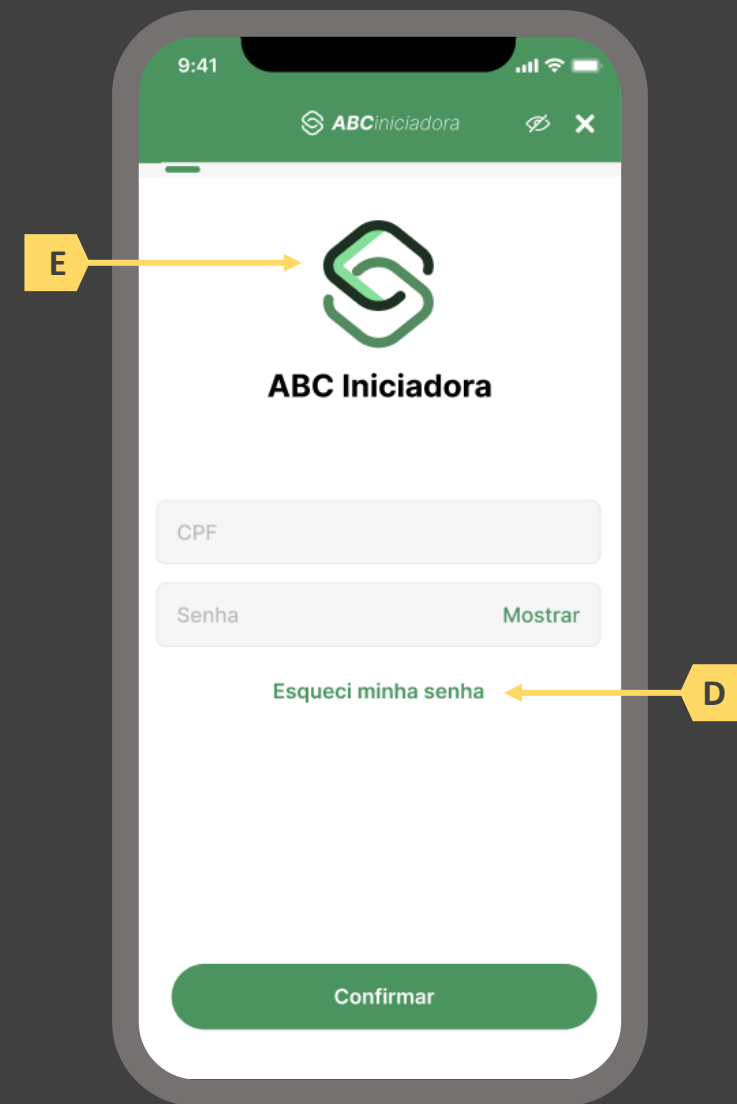 9:41
ABCiniciadora
E
ABC Iniciadora
CPF
Senha Mostrar
Esqueci minha senha
D
Confirmar